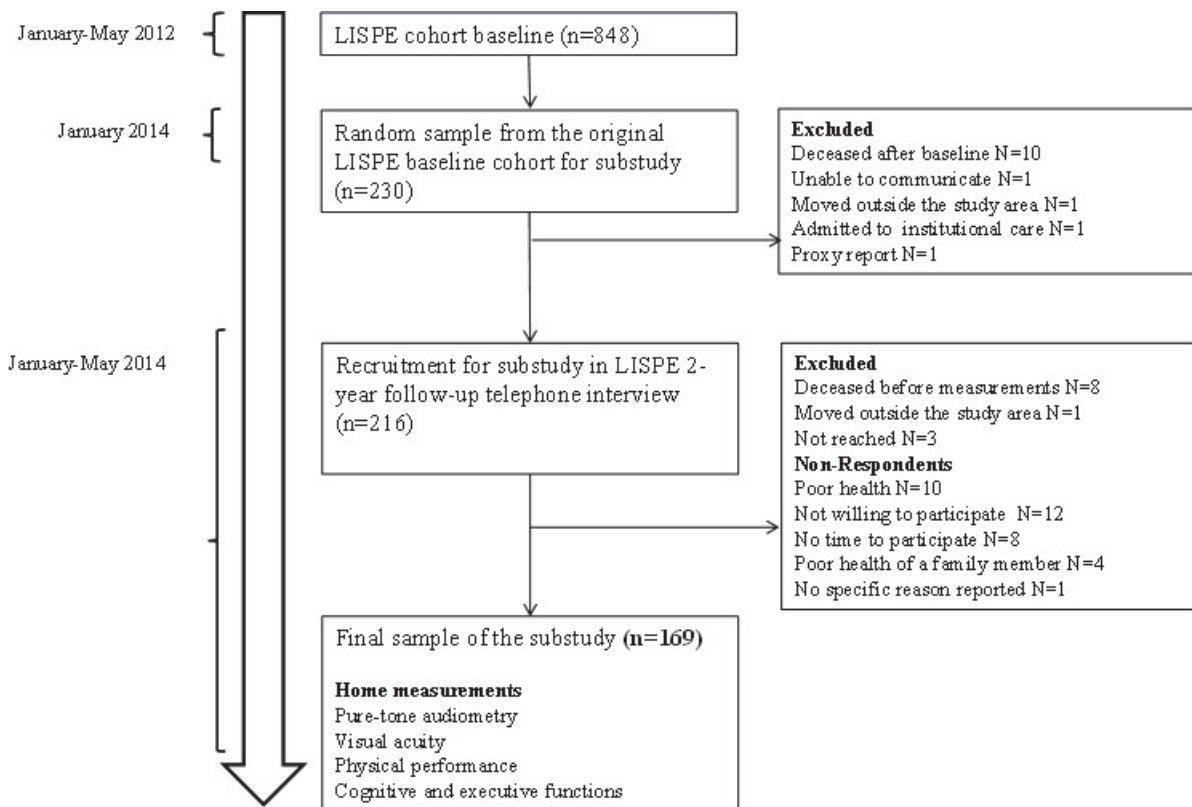 January-May 2012
LISPE cohort baseline (n=848)
January 2014
Random sample from the original
LISPE baseline cohort for substudy
(n=230)
Excluded
Deceased after baseline N=10
Unable to communicate N=1
Moved outside the study area N=1
Admitted to institutional care N=1
Proxy report N=1
January-May 2014
Recruitment for substudy in LISPE 2-
year follow-up telephone interview
(n=216)
Excluded
Deceased before measurements N=8
Moved outside the study area N=1
Not reached N=3
Non-Respondents
Poor health N=10
Not willing to participate N=12
No time to participate N=8
Poor health of a family member N=4
No specific reason reported N=1
Final sample of the substudy (n=169)
Home measurements
Pure-tone audiometry
Visual acuity
Physical performance
Cognitive and executive functions